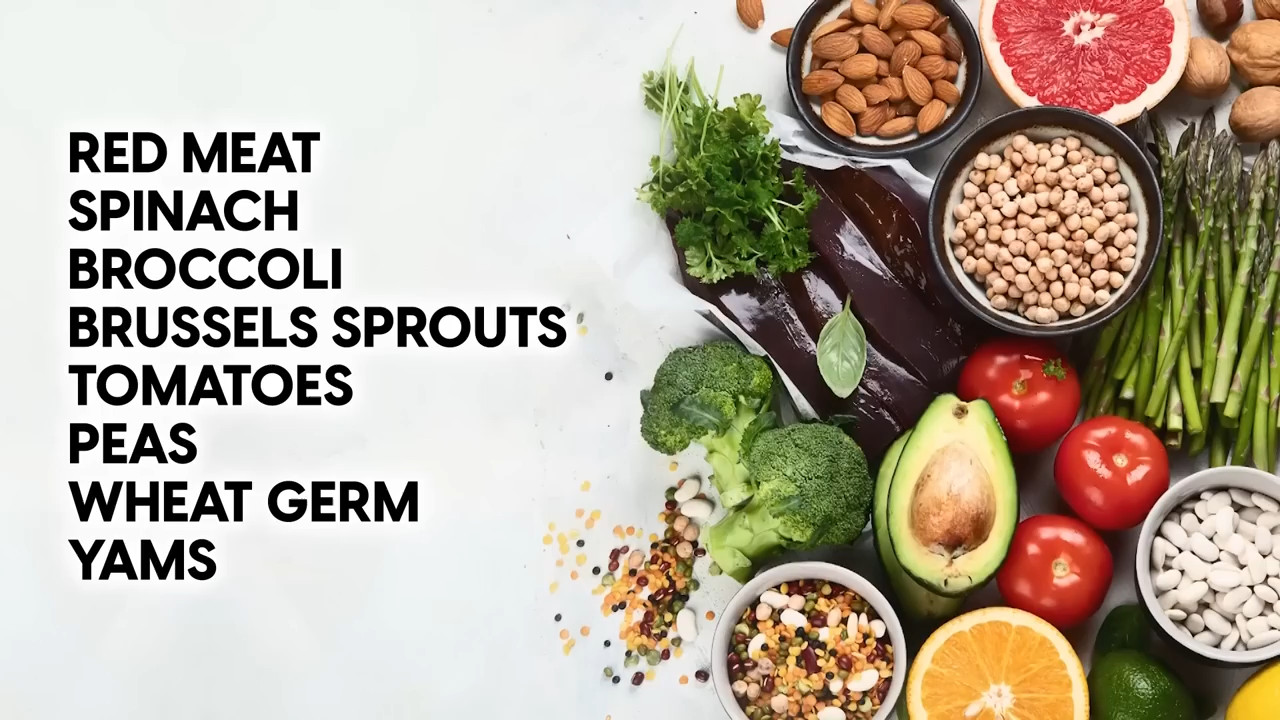 RED MEAT
SPINACH
BROCCOLI
BRUSSELS SPROUTS
TOMATOES
PEAS
WHEAT GERM
YAMS